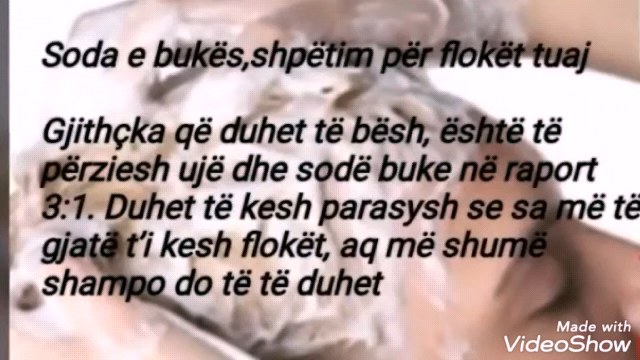 Soda e bukës,shpëtim për flokët tuaj
Gjithçka që duhet të bësh, është të
përziesh ujë dhe sodë buke në raport
3:1. Duhet të kesh parasysh se sa më të
gjatë t'i kesh flokët, aq më shumë
shampo do të të duhet
Made with
VideoShow